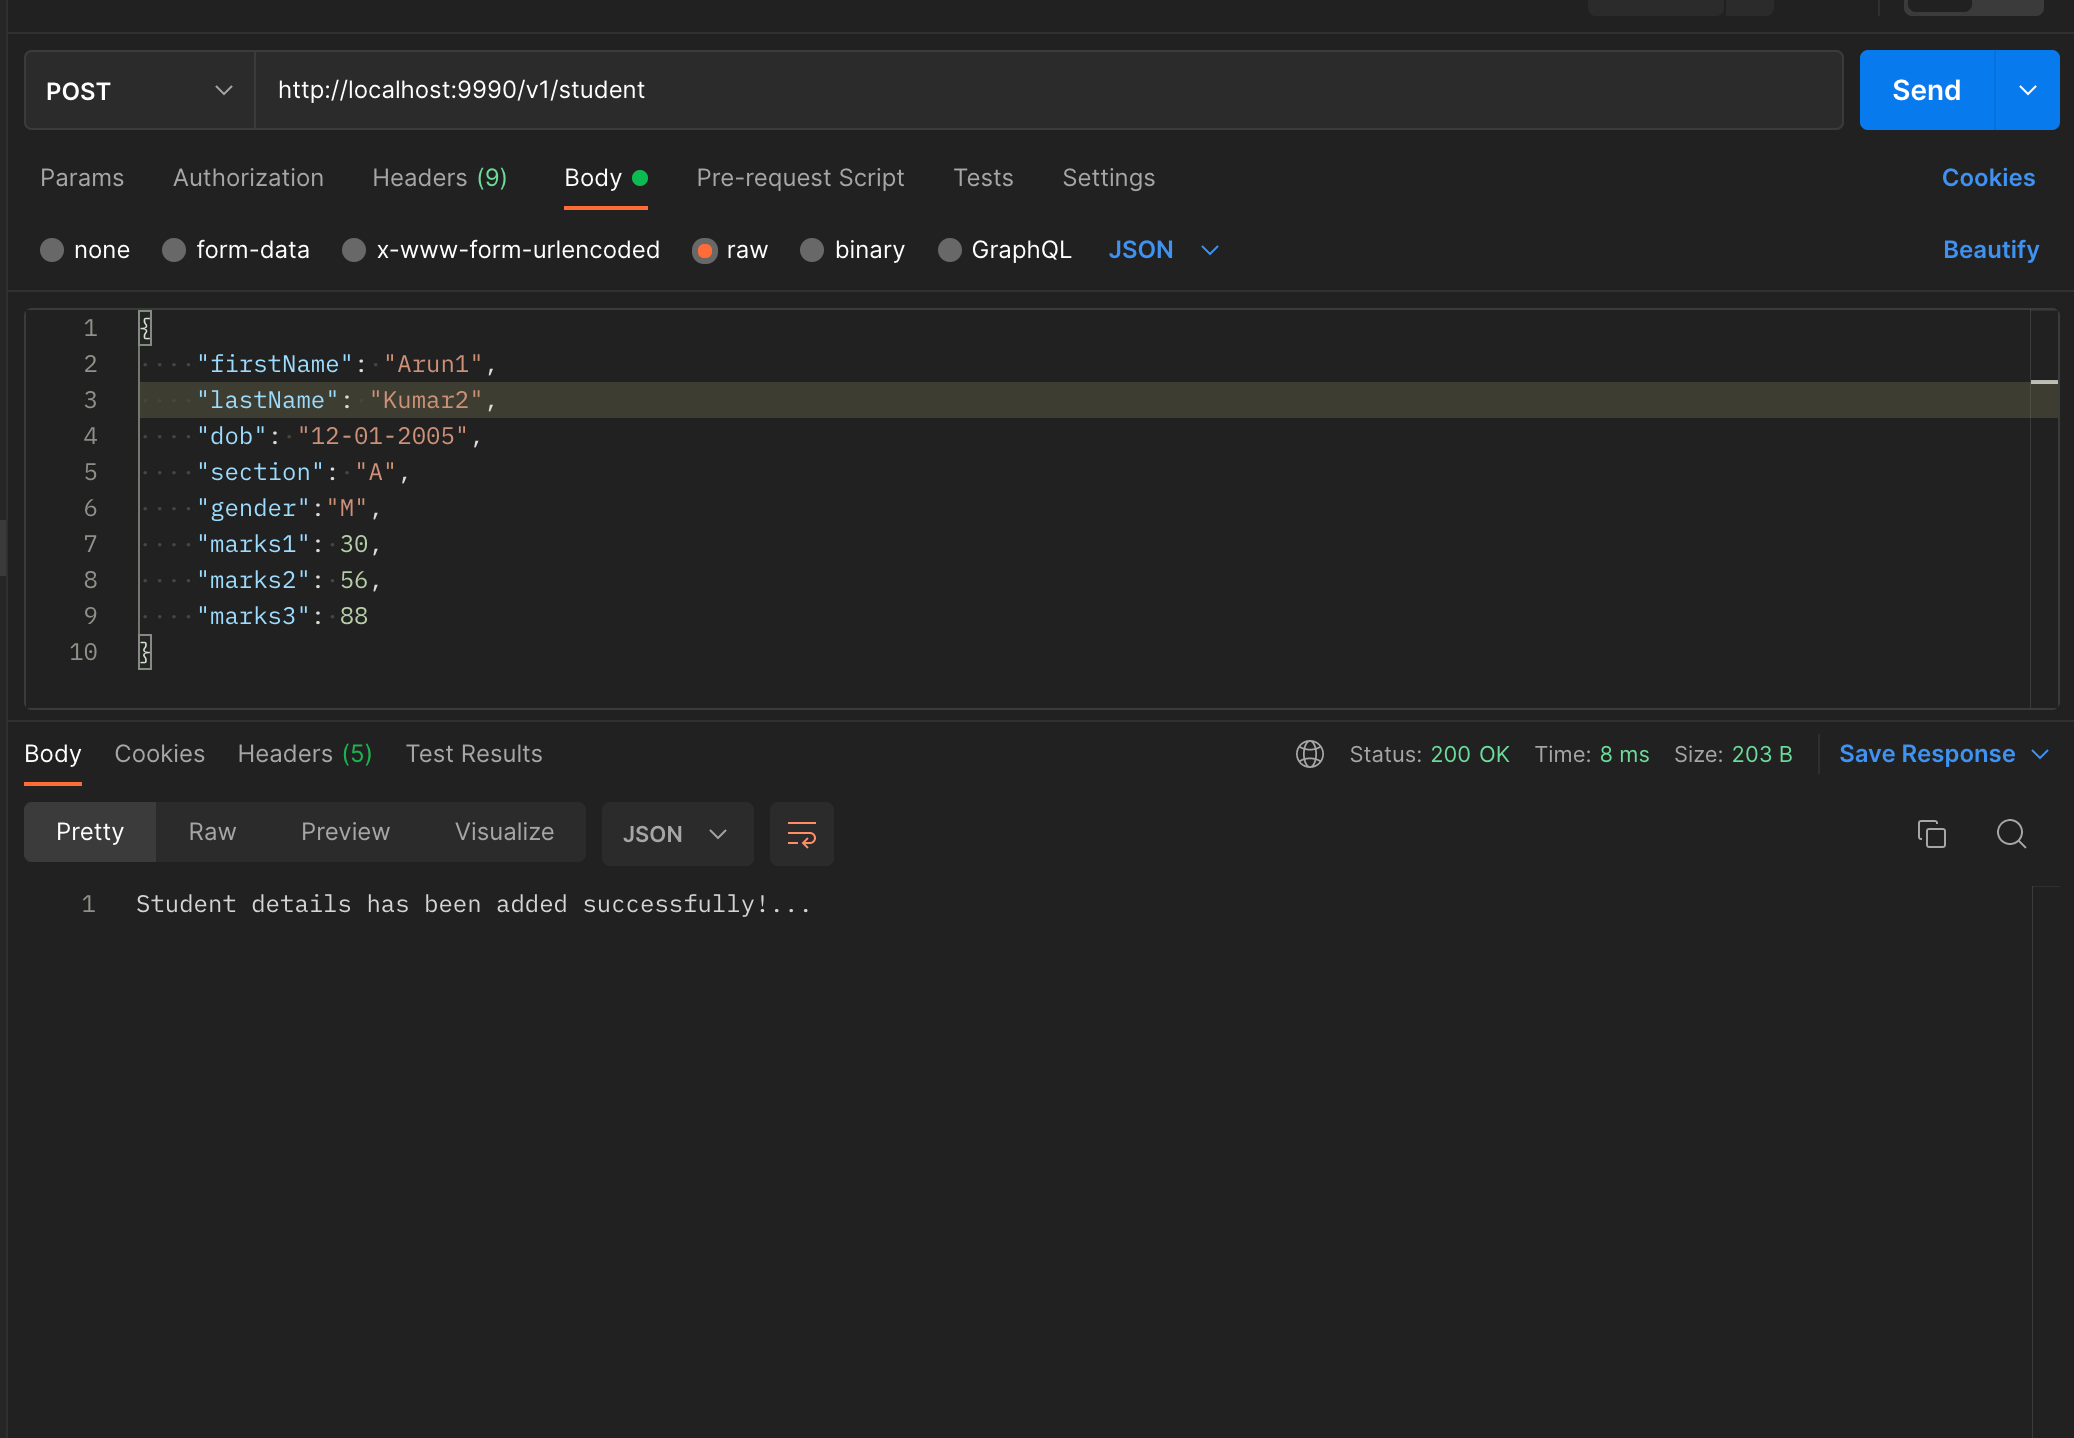 POST http://localhost:9990/v1/student Send
Params Authorization Headers (9) Body Pre-request Script Tests Settings Cookies
none form-data x-www-form-urlencoded raw binary GraphQL JSON Beautify
1 {
2 "firstName": "Arun1",
3 "lastName": "Kumar2",
4 "dob": "12-01-2005",
5 "section": "A",
6 "gender":"M",
7 "marks1": 30,
8 "marks2": 56,
9 "marks3": 88
10 }
Body Cookies Headers (5) Test Results Status: 200 OK Time: 8 ms Size: 203 B Save Response
Pretty Raw Preview Visualize JSON
1 Student details has been added successfully!...